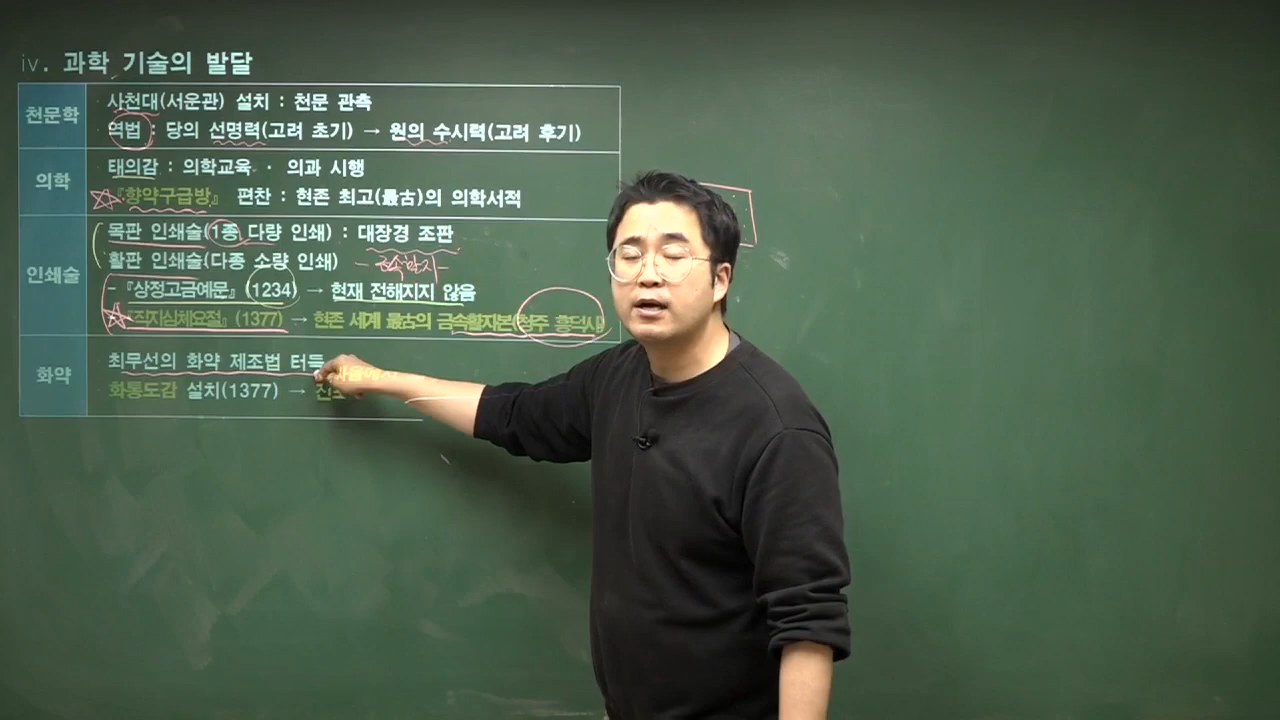 iv. 과학 기술의 발달
천문학
사천대(서운관) 설치 : 천문 관측
역법 : 당의 선명력(고려 초기) → 원의 수시력(고려 후기)
의학
태의감 : 의학교육 · 의과 시행
『향약구급방』 편찬 : 현존 최고(最古)의 의학서적
인쇄술
목판 인쇄술(1종 다량 인쇄) : 대장경 조판
활판 인쇄술(다종 소량 인쇄) - 금속활자 -
- 『상정고금예문』 (1234) → 현재 전해지지 않음
『직지심체요절』 (1377) → 현존 세계 最古의 금속활자본(청주 흥덕사)
화약
최무선의 화약 제조법 터득
화통도감 설치(1377) →